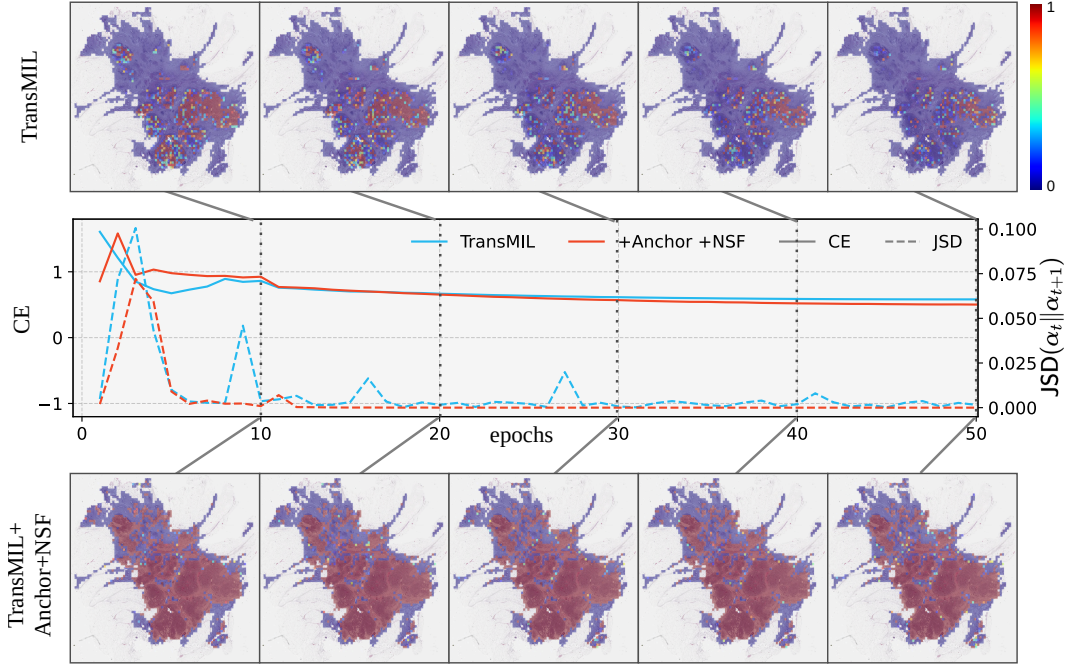 TransMIL
1
0
TransMIL
+Anchor +NSF
CE
JSD
CE
1
0
−1
0.100
0.075
0.050
0.025
0.000
JSD(α_t||α_{t+1})
0
10
20
30
40
50
epochs
TransMIL+
Anchor+NSF